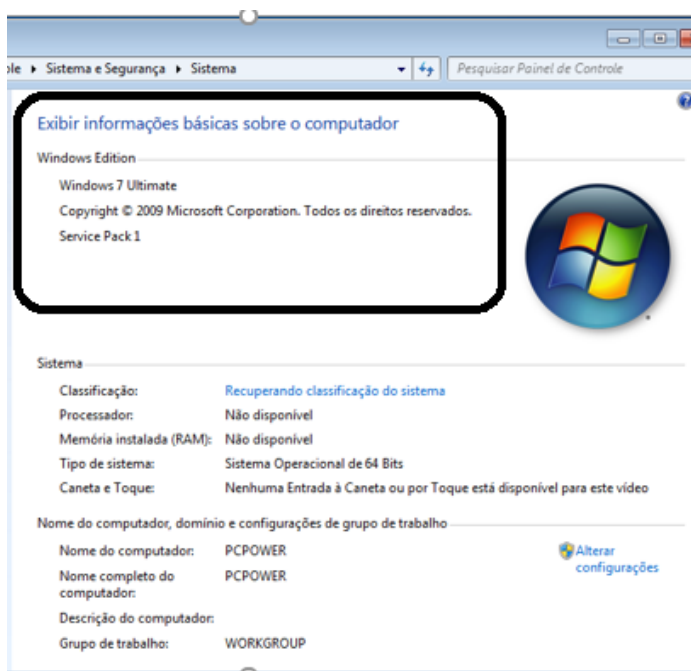 Sistema e Segurança ▸ Sistema
Pesquisar Painel de Controle
Exibir informações básicas sobre o computador
Windows Edition
Windows 7 Ultimate
Copyright © 2009 Microsoft Corporation. Todos os direitos reservados.
Service Pack 1
Sistema
Classificação: Recuperando classificação do sistema
Processador: Não disponível
Memória instalada (RAM): Não disponível
Tipo de sistema: Sistema Operacional de 64 Bits
Caneta e Toque: Nenhuma Entrada à Caneta ou por Toque está disponível para este vídeo
Nome do computador, domínio e configurações de grupo de trabalho
Nome do computador: PCPOWER
Alterar
configurações
Nome completo do
computador: PCPOWER
Descrição do computador:
Grupo de trabalho: WORKGROUP